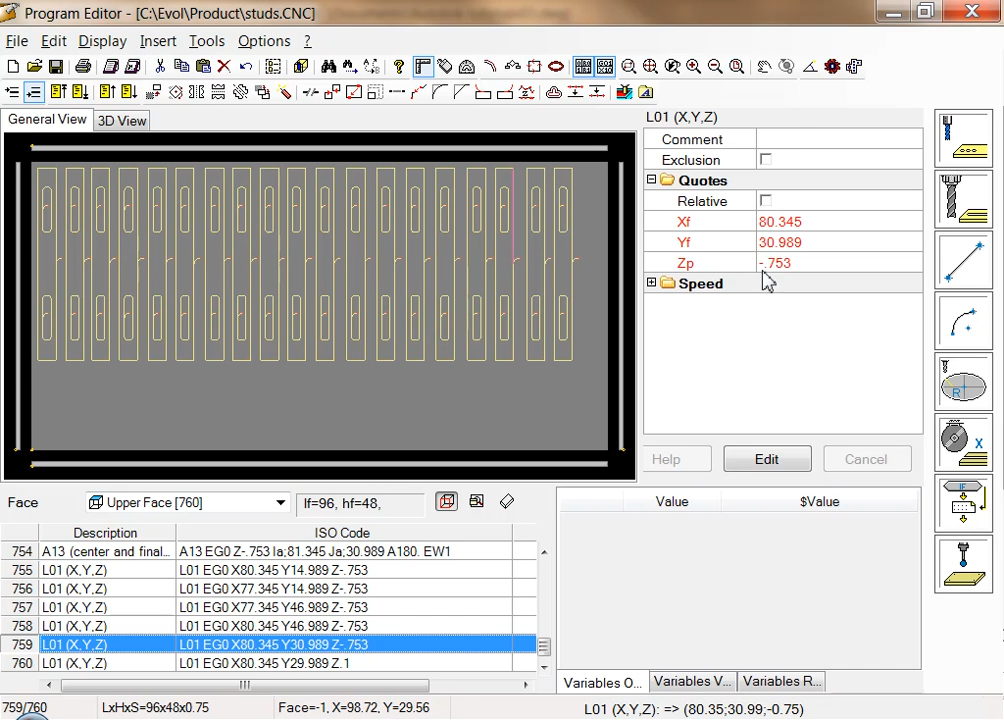 Program Editor - [C:\Evol\Product\studs.CNC]
File Edit Display Insert Tools Options ?
General View 3D View
L01 (X,Y,Z)
Comment
Exclusion
Quotes
Relative
Xf 80.345
Yf 30.989
Zp -.753
Speed
Help Edit Cancel
Face Upper Face [760] lf=96, hf=48,
Description ISO Code
754 A13 (center and final... A13 EG0 Z-.753 Ia;81.345 Ja;30.989 A180. EW1
755 L01 (X,Y,Z) L01 EG0 X80.345 Y14.989 Z-.753
756 L01 (X,Y,Z) L01 EG0 X77.345 Y14.989 Z-.753
757 L01 (X,Y,Z) L01 EG0 X77.345 Y46.989 Z-.753
758 L01 (X,Y,Z) L01 EG0 X80.345 Y46.989 Z-.753
759 L01 (X,Y,Z) L01 EG0 X80.345 Y30.989 Z-.753
760 L01 (X,Y,Z) L01 EG0 X80.345 Y29.989 Z.1
Value $Value
Variables O... Variables V... Variables R...
759/760 LxHxS=96x48x0.75 Face=-1, X=98.72, Y=29.56 L01 (X,Y,Z): => (80.35;30.99;-0.75)
X
R
X
IF